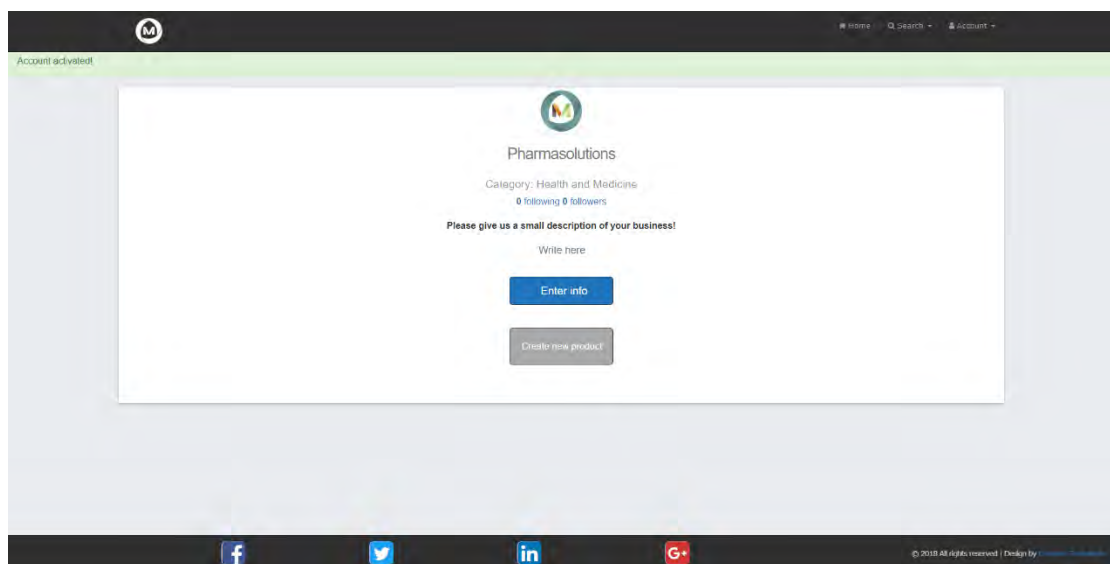 Home Search Account
Account activated!
M
Pharmasolutions
Category: Health and Medicine
0 following 0 followers
Please give us a small description of your business!
Write here
Enter info
Create new product
f in G+
© 2018 All rights reserved | Design by